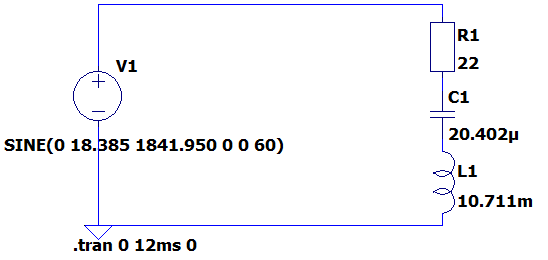 R1
V1
22
C1
SINE(0 18.385 1841.950 0 0 60)
20.402µ
L1
10.711m
.tran 0 12ms 0